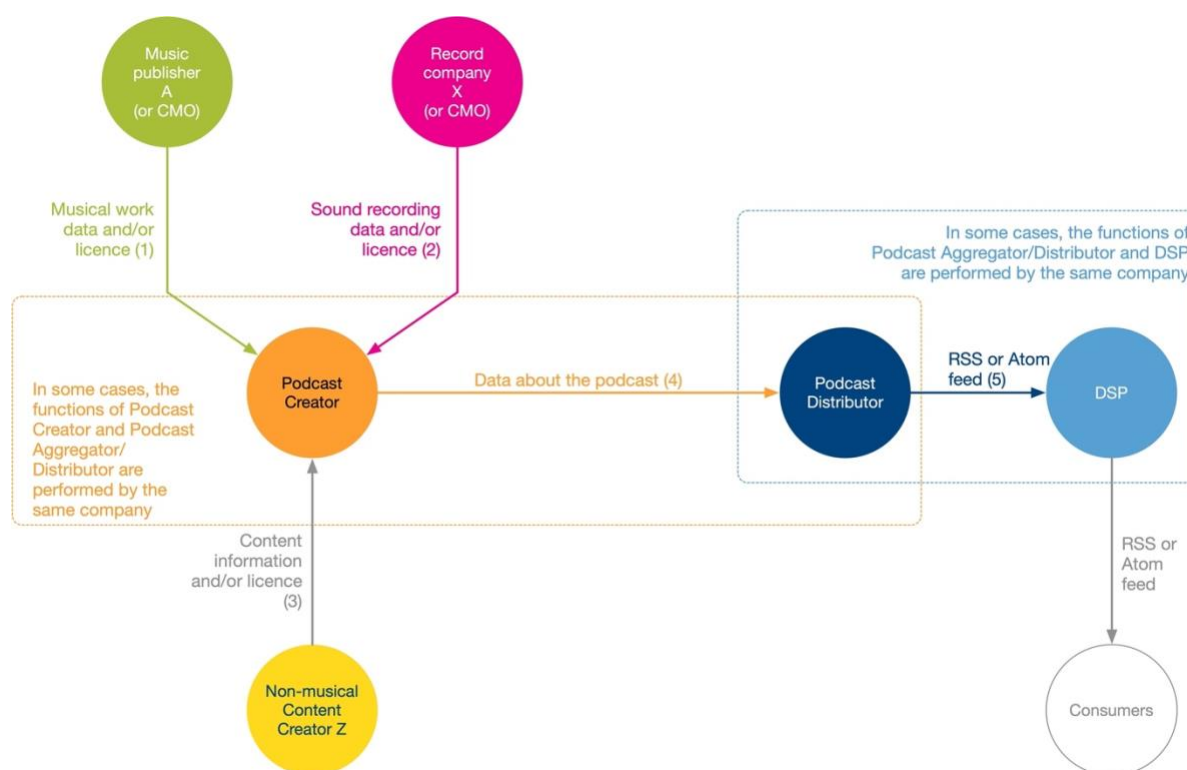 Music
publisher
A
(or CMO)
Record
company
X
(or CMO)
Musical work
data and/or
licence (1)
Sound recording
data and/or
licence (2)
In some cases, the functions of
Podcast Aggregator/Distributor and DSP
are performed by the same company
In some cases, the
functions of Podcast
Creator and Podcast
Aggregator/
Distributor are
performed by the
same company
Podcast
Creator
Data about the podcast (4)
Podcast
Distributor
RSS or Atom
feed (5)
DSP
Content
information
and/or licence
(3)
RSS or
Atom
feed
Non-musical
Content
Creator Z
Consumers